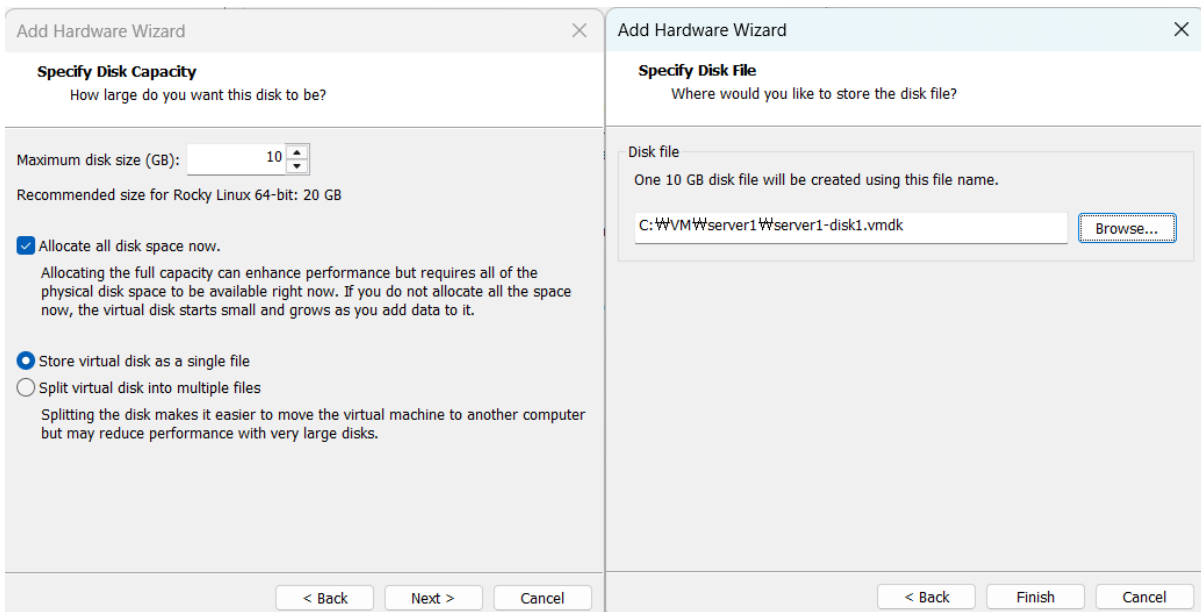 Add Hardware Wizard
Specify Disk Capacity
How large do you want this disk to be?
Maximum disk size (GB): 10
Recommended size for Rocky Linux 64-bit: 20 GB
Allocate all disk space now.
Allocating the full capacity can enhance performance but requires all of the
physical disk space to be available right now. If you do not allocate all the space
now, the virtual disk starts small and grows as you add data to it.
Store virtual disk as a single file
Split virtual disk into multiple files
Splitting the disk makes it easier to move the virtual machine to another computer
but may reduce performance with very large disks.
< Back Next > Cancel
Add Hardware Wizard
Specify Disk File
Where would you like to store the disk file?
Disk file
One 10 GB disk file will be created using this file name.
C:₩VM₩server1₩server1-disk1.vmdk Browse...
< Back Finish Cancel